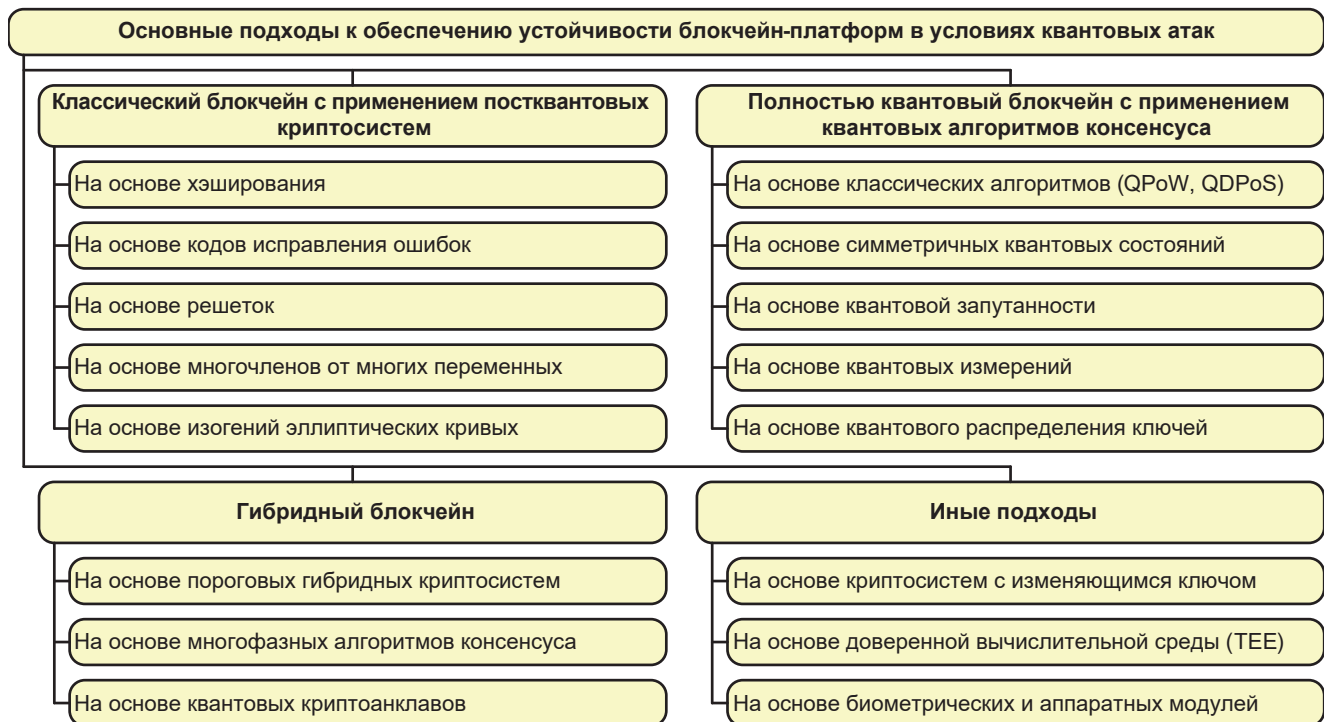 Основные подходы к обеспечению устойчивости блокчейн-платформ в условиях квантовых атак
Классический блокчейн с применением постквантовых
криптосистем
На основе хэширования
На основе кодов исправления ошибок
На основе решеток
На основе многочленов от многих переменных
На основе изогений эллиптических кривых
Полностью квантовый блокчейн с применением
квантовых алгоритмов консенсуса
На основе классических алгоритмов (QPoW, QDPoS)
На основе симметричных квантовых состояний
На основе квантовой запутанности
На основе квантовых измерений
На основе квантового распределения ключей
Гибридный блокчейн
На основе пороговых гибридных криптосистем
На основе многофазных алгоритмов консенсуса
На основе квантовых криптоанклавов
Иные подходы
На основе криптосистем с изменяющимся ключом
На основе доверенной вычислительной среды (TEE)
На основе биометрических и аппаратных модулей